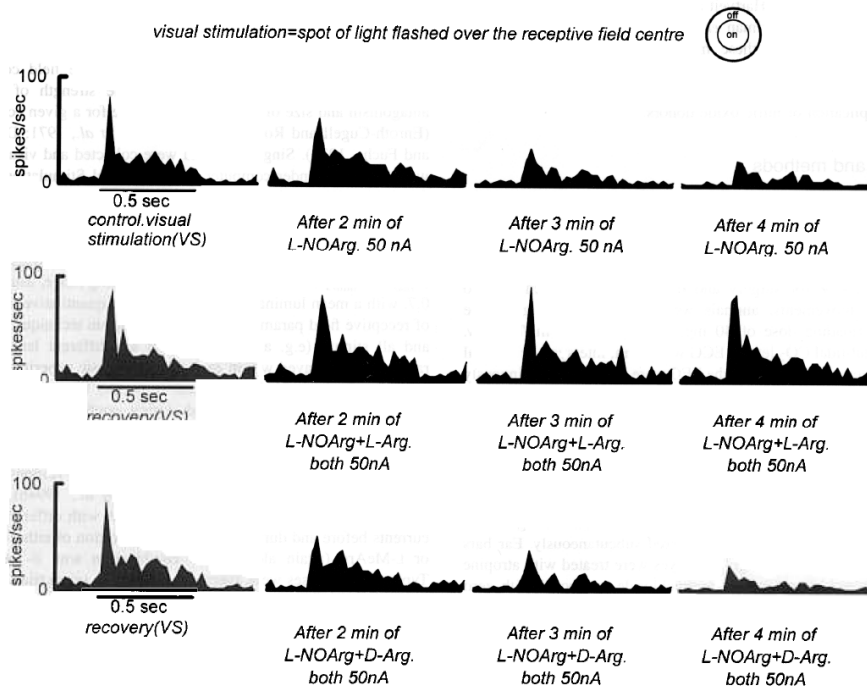 visual stimulation=spot of light flashed over the receptive field centre
off
on
100
spikes/sec
0
0.5 sec
control.visual
stimulation(VS)
After 2 min of
L-NOArg. 50 nA
After 3 min of
L-NOArg. 50 nA
After 4 min of
L-NOArg. 50 nA
100
spikes/sec
0
0.5 sec
recovery(VS)
After 2 min of
L-NOArg+L-Arg.
both 50nA
After 3 min of
L-NOArg+L-Arg.
both 50nA
After 4 min of
L-NOArg+L-Arg.
both 50nA
100
spikes/sec
0
0.5 sec
recovery(VS)
After 2 min of
L-NOArg+D-Arg.
both 50nA
After 3 min of
L-NOArg+D-Arg.
both 50nA
After 4 min of
L-NOArg+D-Arg.
both 50nA
and methods